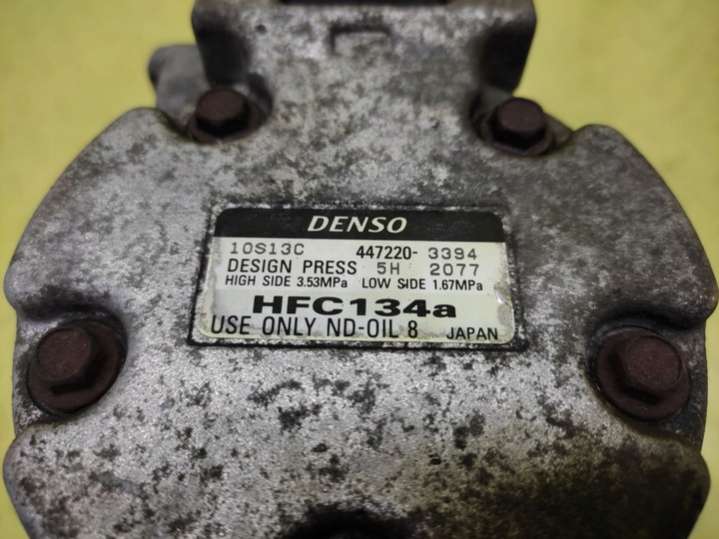 DENSO
10S13C 447220-3394
DESIGN PRESS 5H 2077
HIGH SIDE 3.53MPa LOW SIDE 1.67MPa
HFC134a
USE ONLY ND-OIL 8 JAPAN